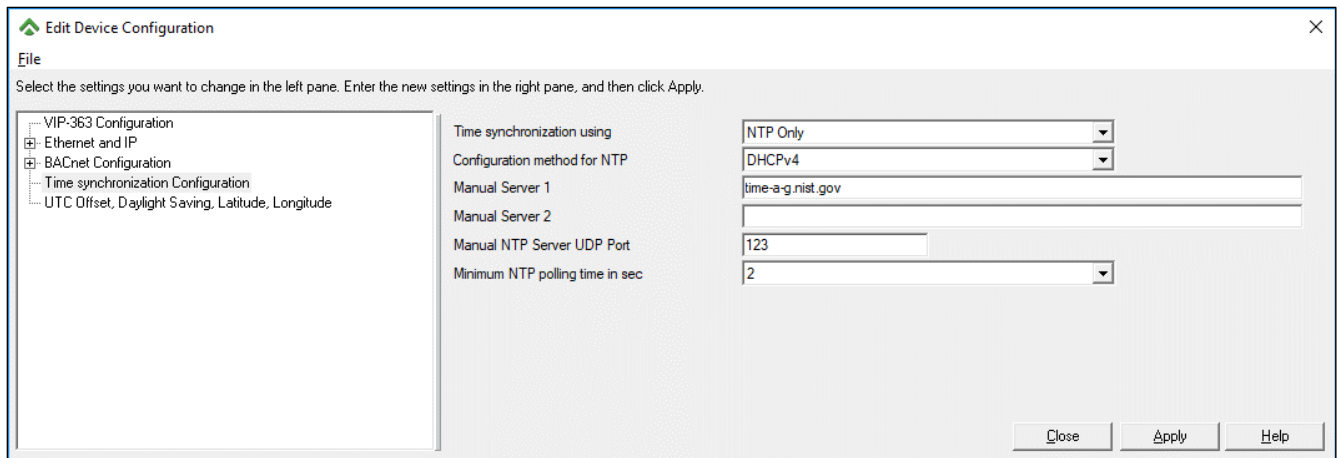 Edit Device Configuration
File
Select the settings you want to change in the left pane. Enter the new settings in the right pane, and then click Apply.
VIP-363 Configuration
Ethernet and IP
BACnet Configuration
Time synchronization Configuration
UTC Offset, Daylight Saving, Latitude, Longitude
Time synchronization using NTP Only
Configuration method for NTP DHCPv4
Manual Server 1 time-a-g.nist.gov
Manual Server 2
Manual NTP Server UDP Port 123
Minimum NTP polling time in sec 2
Close Apply Help